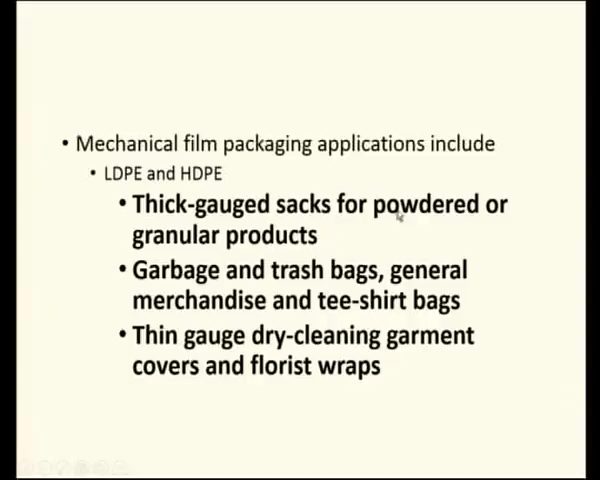 • Mechanical film packaging applications include
• LDPE and HDPE
• Thick-gauged sacks for powdered or
granular products
• Garbage and trash bags, general
merchandise and tee-shirt bags
• Thin gauge dry-cleaning garment
covers and florist wraps